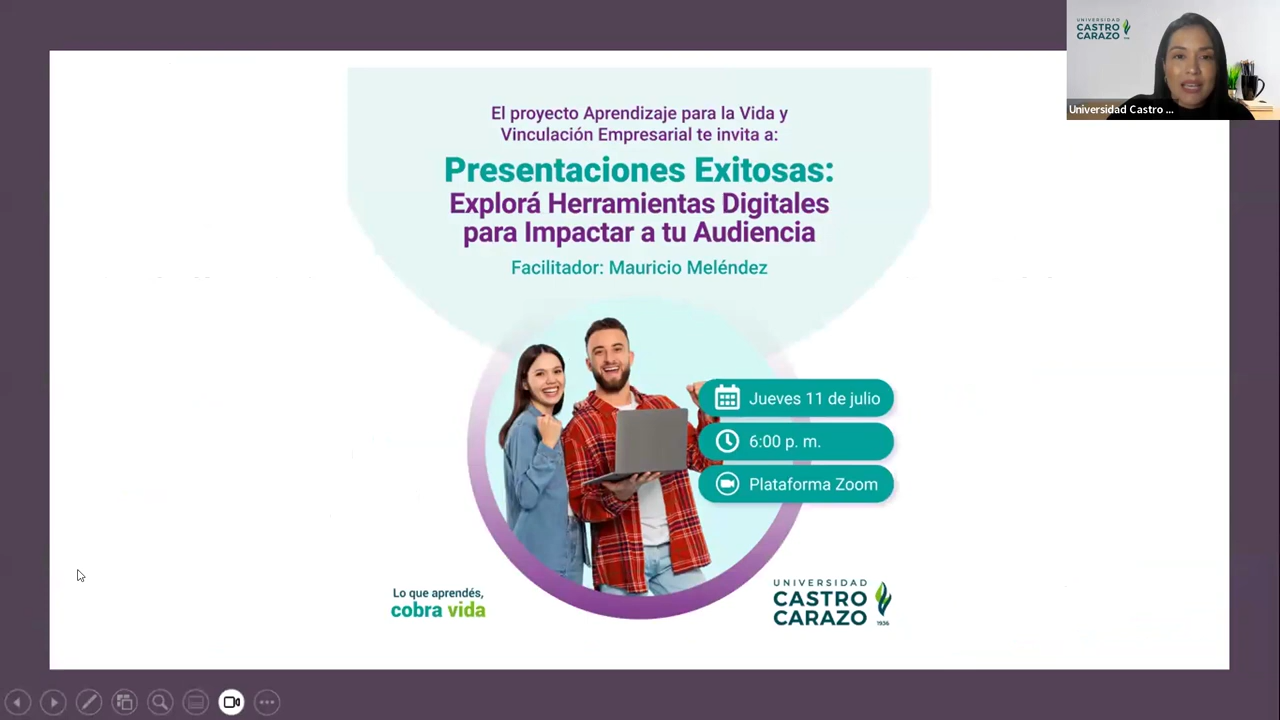 UNIVERSIDAD
CASTRO
CARAZO
Universidad Castro ...
El proyecto Aprendizaje para la Vida y
Vinculación Empresarial te invita a:
Presentaciones Exitosas:
Explorá Herramientas Digitales
para Impactar a tu Audiencia
Facilitador: Mauricio Meléndez
Jueves 11 de julio
6:00 p. m.
Plataforma Zoom
Lo que aprendés,
cobra vida
UNIVERSIDAD
CASTRO
CARAZO
1936